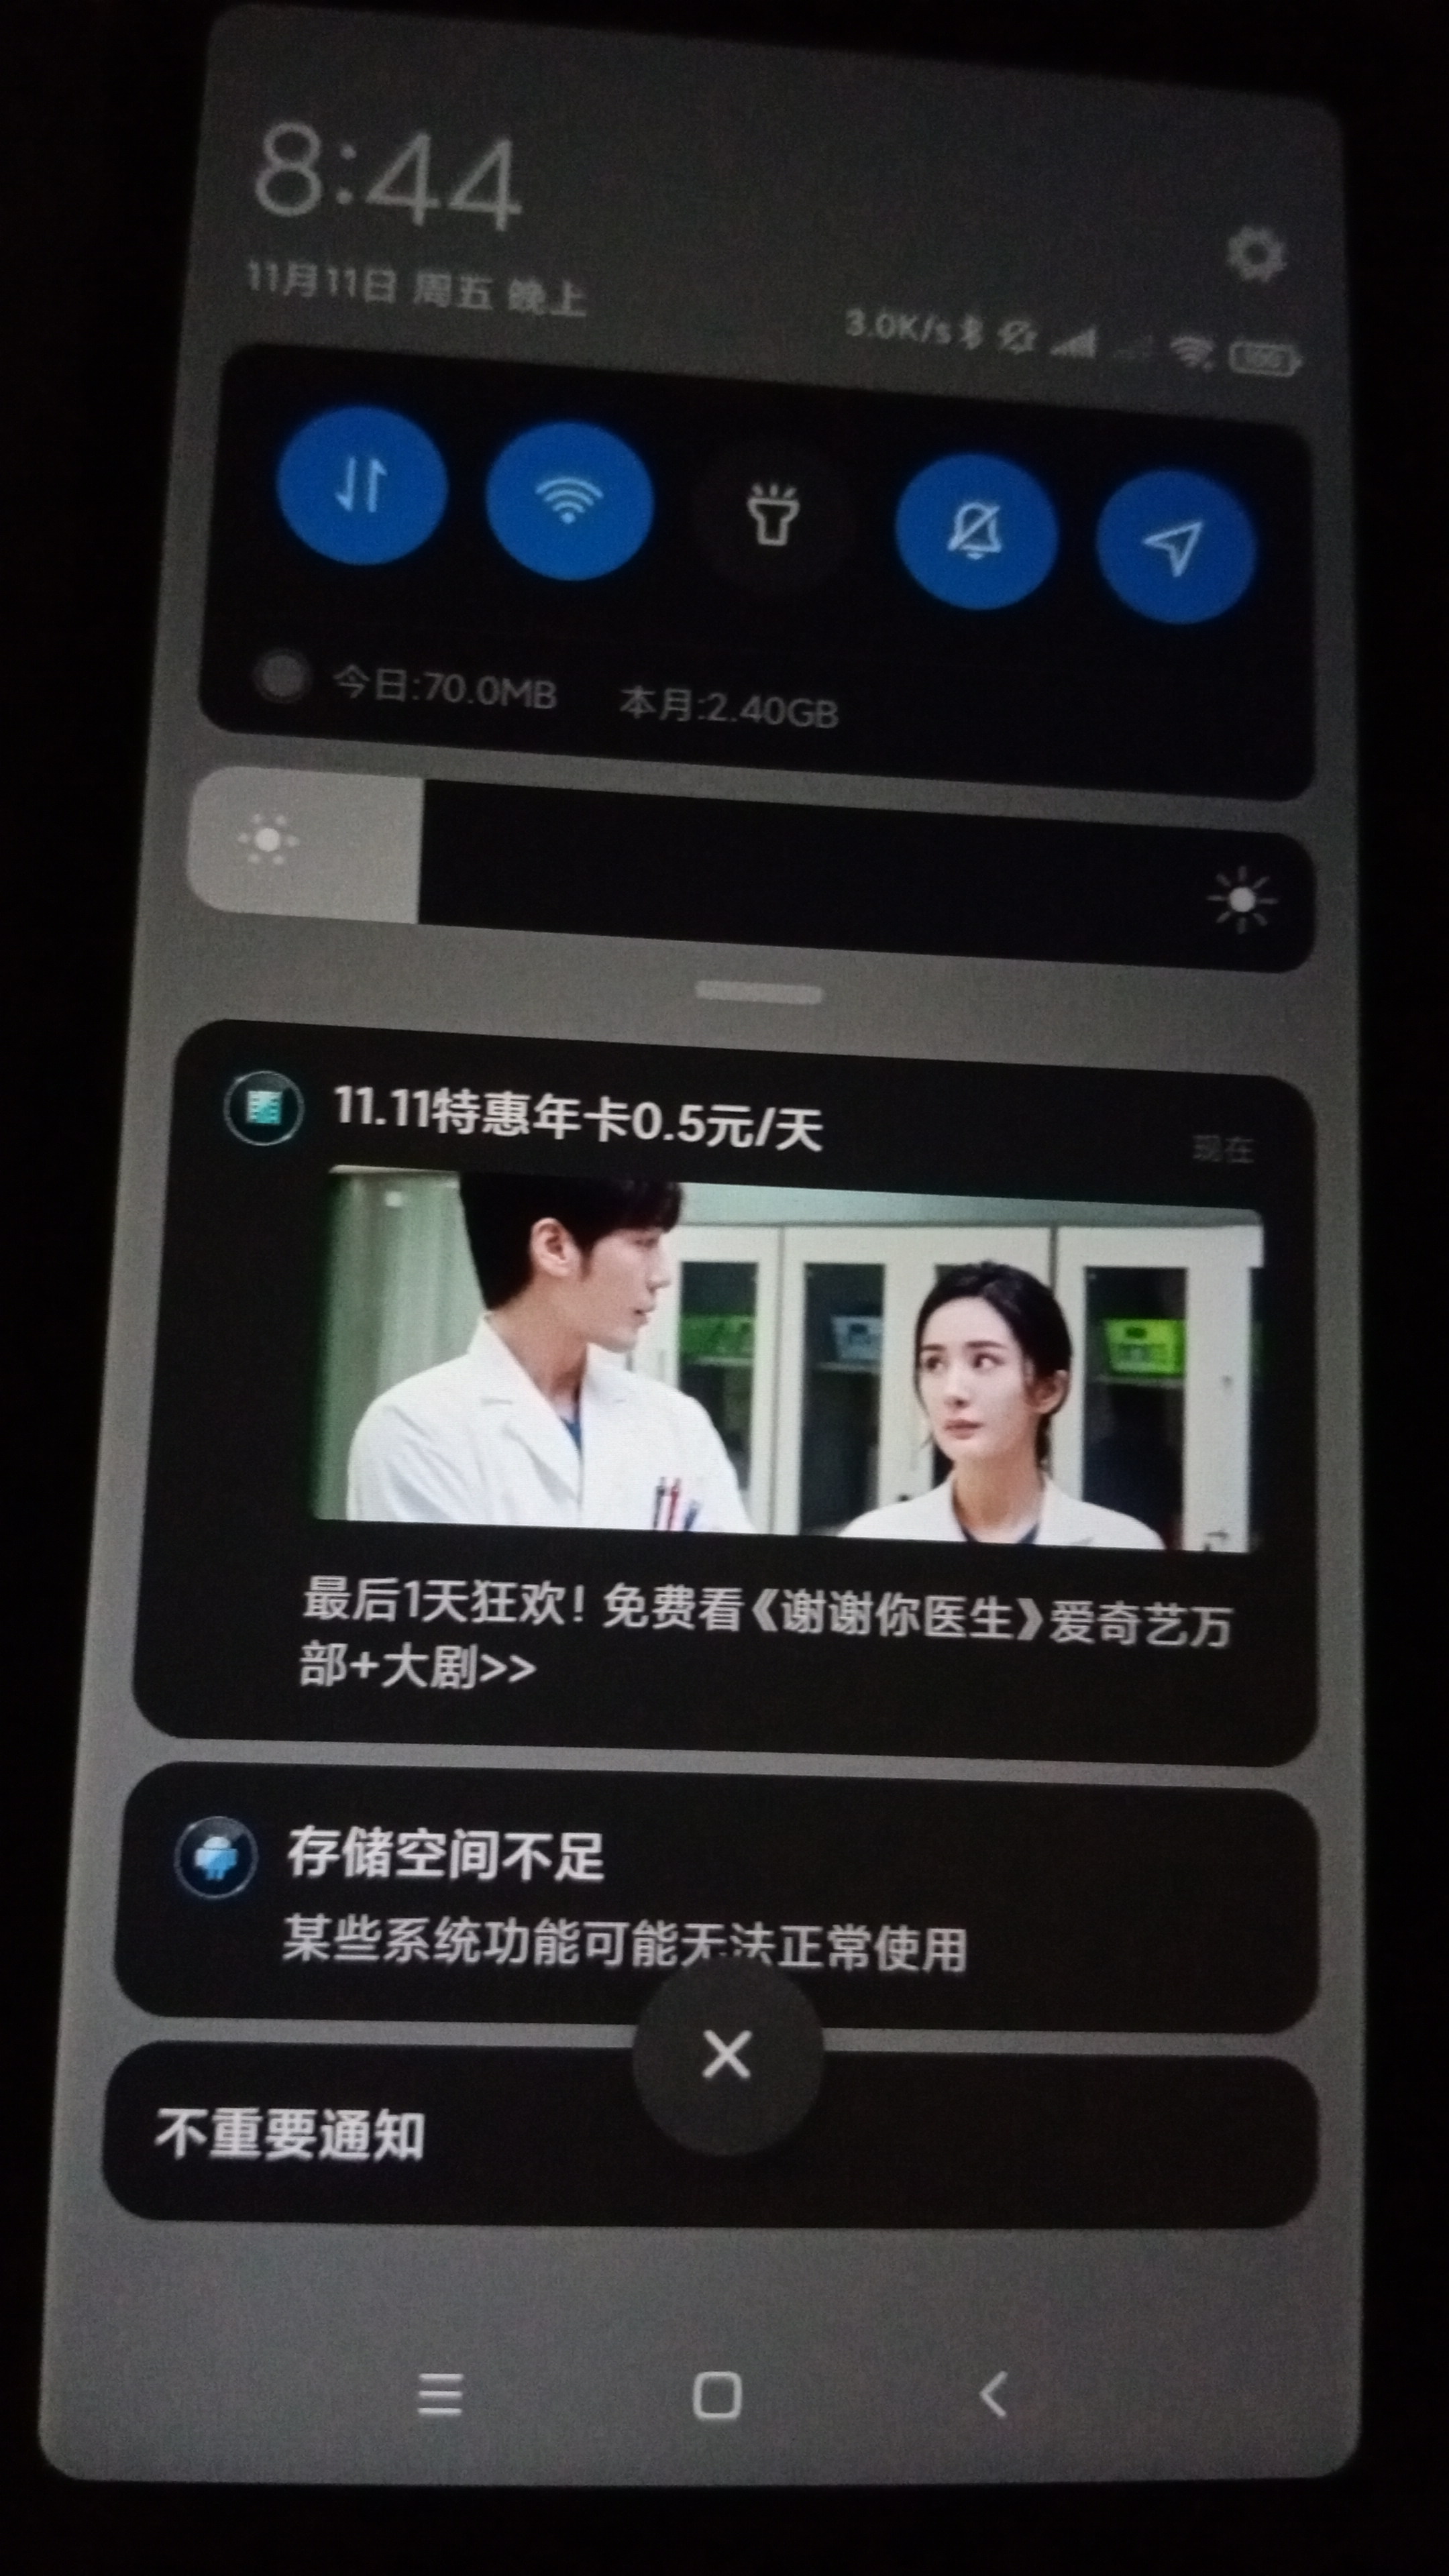 8:44
11月11日 周五 晚上
3.0K/s
100
今日:70.0MB 本月:2.40GB
11.11特惠年卡0.5元/天
现在
最后1天狂欢! 免费看《谢谢你医生》爱奇艺万
部+大剧>>
存储空间不足
某些系统功能可能无法正常使用
不重要通知